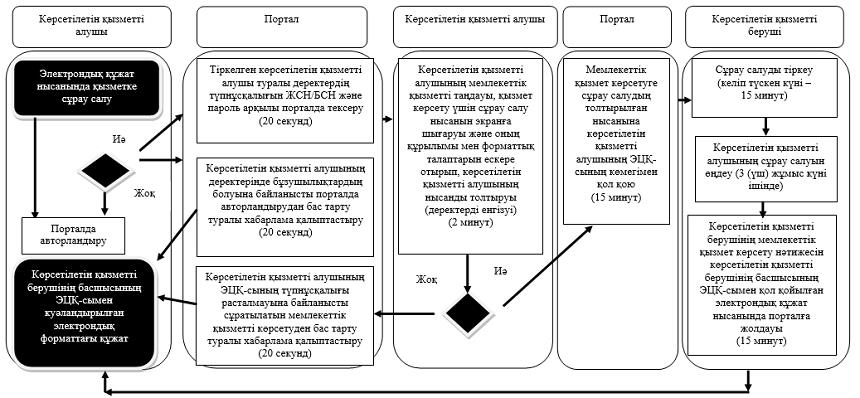 Көрсетілетін қызметті
алушы
Портал
Көрсетілетін қызметті алушы
Портал
Көрсетілетін қызметті
беруші
Электрондық құжат
нысанында қызметке
сұрау салу
Иә
Жоқ
Порталда
авторландыру
Көрсетілетін қызметті
берушінің басшысының
ЭЦҚ-сымен
куәландырылған
электрондық
форматтағы құжат
Тіркелген көрсетілетін қызметті
алушы туралы деректердің
түпнұсқалығын ЖСН/БСН және
пароль арқылы порталда тексеру
(20 секунд)
Көрсетілетін қызметті алушының
деректерінде бұзушылықтардың
болуына байланысты порталда
авторландырудан бас тарту
туралы хабарлама қалыптастыру
(20 секунд)
Көрсетілетін қызметті алушының
ЭЦҚ-сының түпнұсқалығы
расталмауына байланысты
сұратылатын мемлекеттік
қызметті көрсетуден бас тарту
туралы хабарлама қалыптастыру
(20 секунд)
Көрсетілетін қызметті
алушының мемлекеттік
қызметті таңдауы, қызмет
көрсету үшін сұрау салу
нысанын экранға
шығаруы және оның
құрылымы мен форматтық
талаптарын ескере
отырып, көрсетілетін
қызметті алушының
нысанды толтыруы
(деректерді енгізуі)
(2 минут)
Жоқ
Иә
Мемлекеттік
қызмет көрсетуге
сұрау салудың
толтырылған
нысанына
көрсетілетін
қызметті
алушының ЭЦҚ-
сының көмегімен
қол қою
(15 минут)
Сұрау салуды тіркеу
(келіп түскен күні –
15 минут)
Көрсетілетін қызметті
алушының сұрау салуын
өңдеу (3 (үш) жұмыс күні
ішінде)
Көрсетілетін қызметті
берушінің мемлекеттік
қызмет көрсету нәтижесін
көрсетілетін қызметті
берушінің басшысының
ЭЦҚ-сымен қол қойылған
электрондық құжат
нысанында порталға
жолдауы
(15 минут)